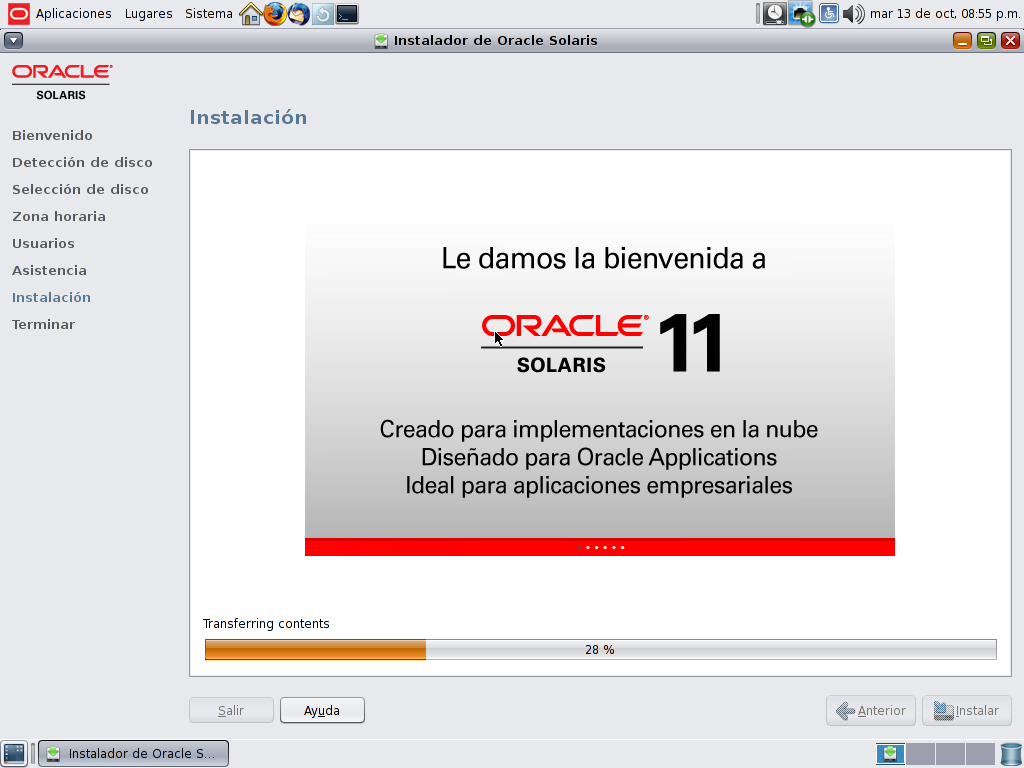 Aplicaciones Lugares Sistema mar 13 de oct, 08:55 p.m.
Instalador de Oracle Solaris
ORACLE
SOLARIS
Instalación
Bienvenido
Detección de disco
Selección de disco
Zona horaria
Usuarios
Asistencia
Instalación
Terminar
Le damos la bienvenida a
ORACLE
SOLARIS
11
Creado para implementaciones en la nube
Diseñado para Oracle Applications
Ideal para aplicaciones empresariales
Transferring contents
28 %
Salir Ayuda Anterior Instalar
Instalador de Oracle S...